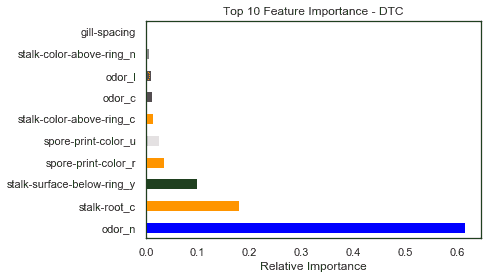 Top 10 Feature Importance - DTC
gill-spacing
stalk-color-above-ring_n
odor_l
odor_c
stalk-color-above-ring_c
spore-print-color_u
spore-print-color_r
stalk-surface-below-ring_y
stalk-root_c
odor_n
0.0 0.1 0.2 0.3 0.4 0.5 0.6
Relative Importance